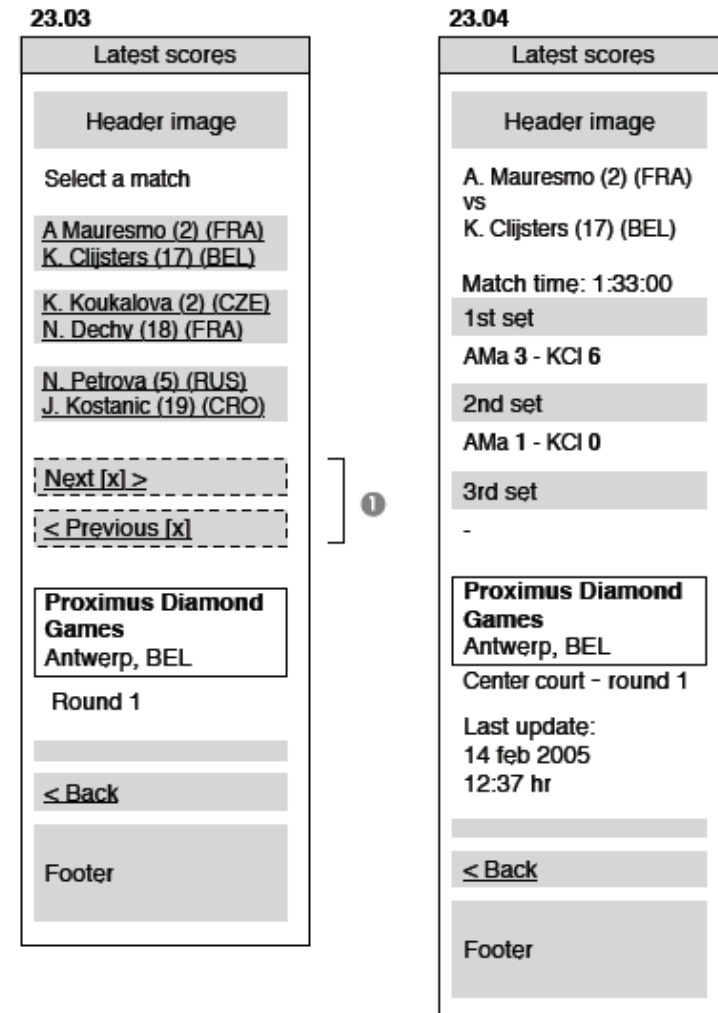 23.03
Latest scores
Header image
Select a match
A Mauresmo (2) (FRA)
K. Clijsters (17) (BEL)
K. Koukalova (2) (CZE)
N. Dechy (18) (FRA)
N. Petrova (5) (RUS)
J. Kostanic (19) (CRO)
Next [x] >
< Previous [x]
1
Proximus Diamond
Games
Antwerp, BEL
Round 1
< Back
Footer
23.04
Latest scores
Header image
A. Mauresmo (2) (FRA)
vs
K. Clijsters (17) (BEL)
Match time: 1:33:00
1st set
AMa 3 - KCl 6
2nd set
AMa 1 - KCl 0
3rd set
-
Proximus Diamond
Games
Antwerp, BEL
Center court - round 1
Last update:
14 feb 2005
12:37 hr
< Back
Footer